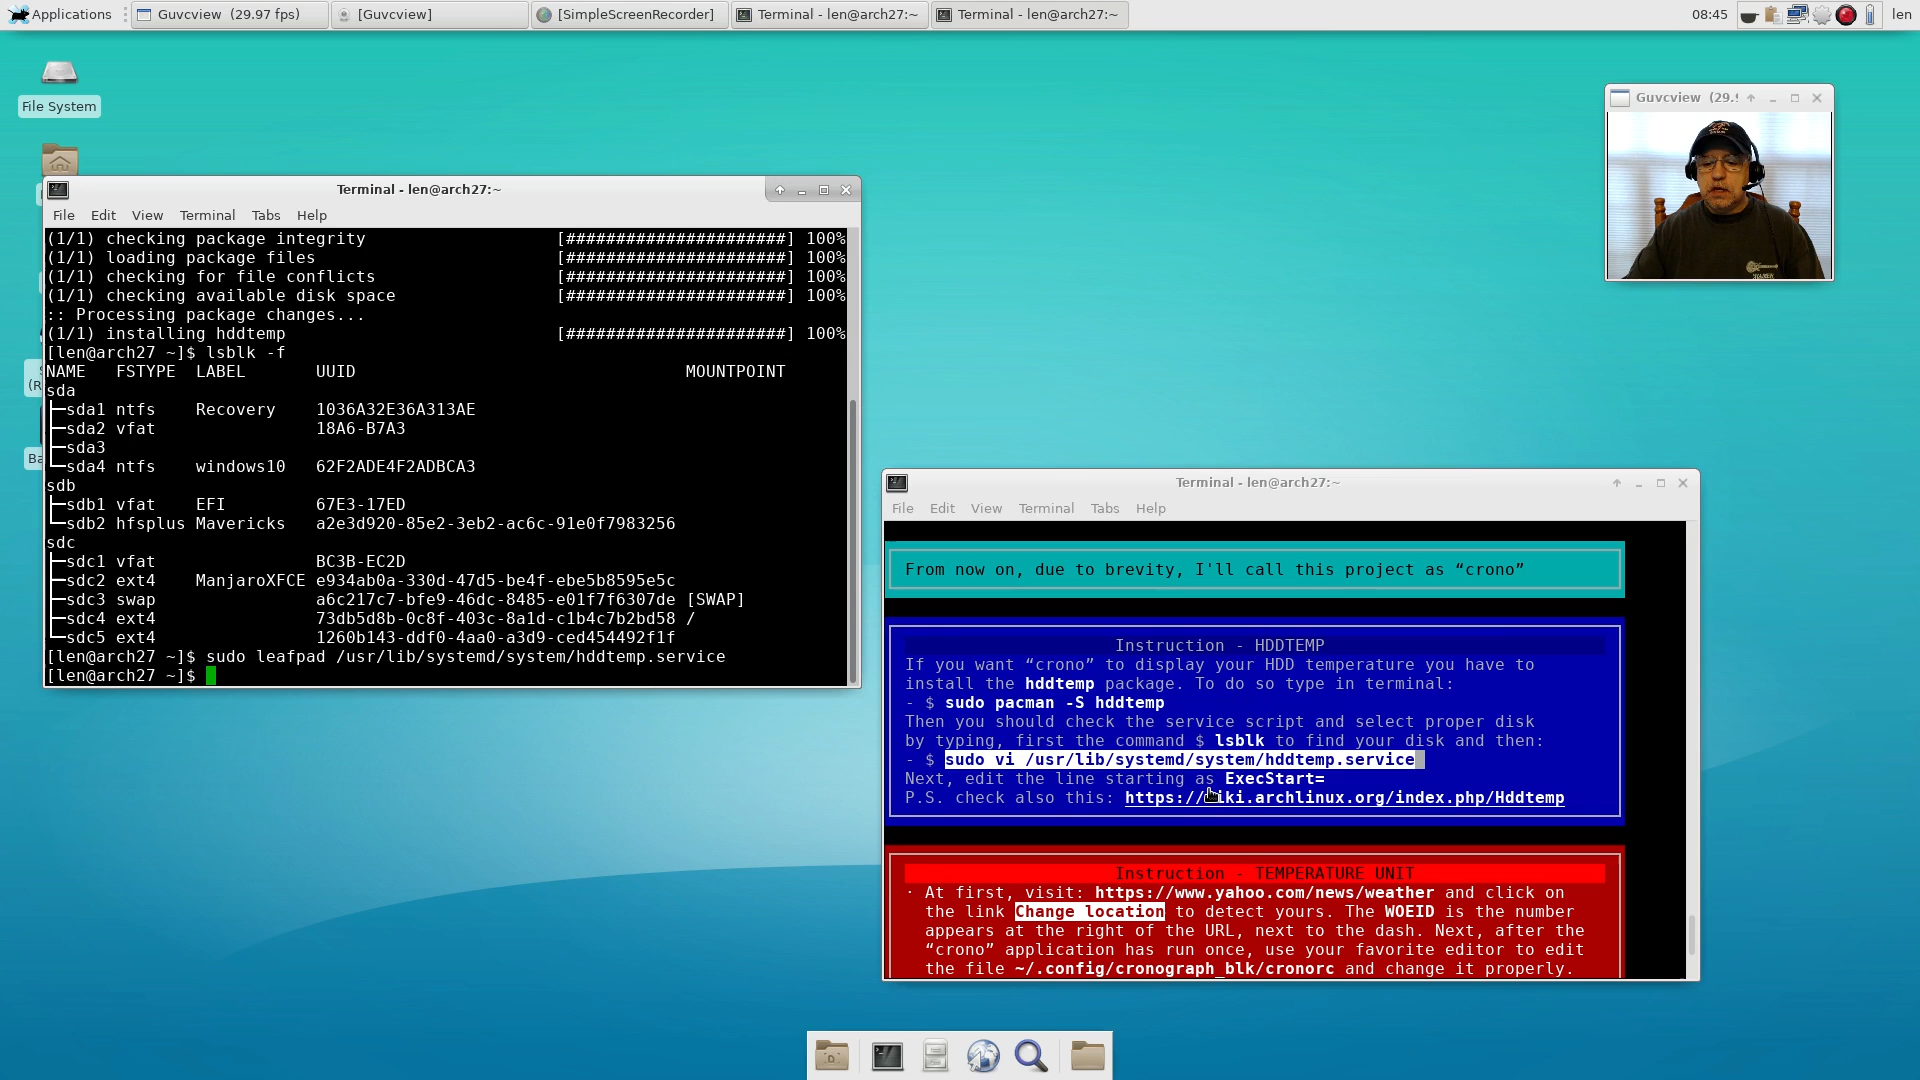 Applications
Guvcview (29.97 fps)
[Guvcview]
[SimpleScreenRecorder]
Terminal - len@arch27:~
Terminal - len@arch27:~
08:45
len
File System
Guvcview (29.9
Terminal - len@arch27:~
File Edit View Terminal Tabs Help
(1/1) checking package integrity [######################] 100%
(1/1) loading package files [######################] 100%
(1/1) checking for file conflicts [######################] 100%
(1/1) checking available disk space [######################] 100%
:: Processing package changes...
(1/1) installing hddtemp [######################] 100%
[len@arch27 ~]$ lsblk -f
NAME FSTYPE LABEL UUID MOUNTPOINT
sda
├─sda1 ntfs Recovery 1036A32E36A313AE
├─sda2 vfat 18A6-B7A3
├─sda3
└─sda4 ntfs windows10 62F2ADE4F2ADBCA3
sdb
├─sdb1 vfat EFI 67E3-17ED
└─sdb2 hfsplus Mavericks a2e3d920-85e2-3eb2-ac6c-91e0f7983256
sdc
├─sdc1 vfat BC3B-EC2D
├─sdc2 ext4 ManjaroXFCE e934ab0a-330d-47d5-be4f-ebe5b8595e5c
├─sdc3 swap a6c217c7-bfe9-46dc-8485-e01f7f6307de [SWAP]
├─sdc4 ext4 73db5d8b-0c8f-403c-8a1d-c1b4c7b2bd58 /
└─sdc5 ext4 1260b143-ddf0-4aa0-a3d9-ced454492f1f
[len@arch27 ~]$ sudo leafpad /usr/lib/systemd/system/hddtemp.service
[len@arch27 ~]$
(R
Ba
Terminal - len@arch27:~
File Edit View Terminal Tabs Help
From now on, due to brevity, I'll call this project as “crono”
Instruction - HDDTEMP
If you want “crono” to display your HDD temperature you have to
install the hddtemp package. To do so type in terminal:
- $ sudo pacman -S hddtemp
Then you should check the service script and select proper disk
by typing, first the command $ lsblk to find your disk and then:
- $ sudo vi /usr/lib/systemd/system/hddtemp.service
Next, edit the line starting as ExecStart=
P.S. check also this: https://wiki.archlinux.org/index.php/Hddtemp
Instruction - TEMPERATURE UNIT
· At first, visit: https://www.yahoo.com/news/weather and click on
the link Change location to detect yours. The WOEID is the number
appears at the right of the URL, next to the dash. Next, after the
“crono” application has run once, use your favorite editor to edit
the file ~/.config/cronograph_blk/cronorc and change it properly.